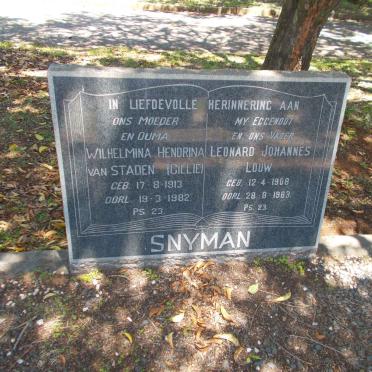 IN LIEFDEVOLLE HERINNERING AAN
ONS MOEDER
EN OUMA
WILHELMINA HENDRINA
VAN STADEN (GILLIE)
GEB. 17-8-1913
OORL. 19-3-1982
PS. 23
MY EGGENOOT
EN ONS VADER
LEONARD JOHANNES
LOUW
GEB. 12-4-1908
OORL. 28-8-1963
PS. 23
SNYMAN